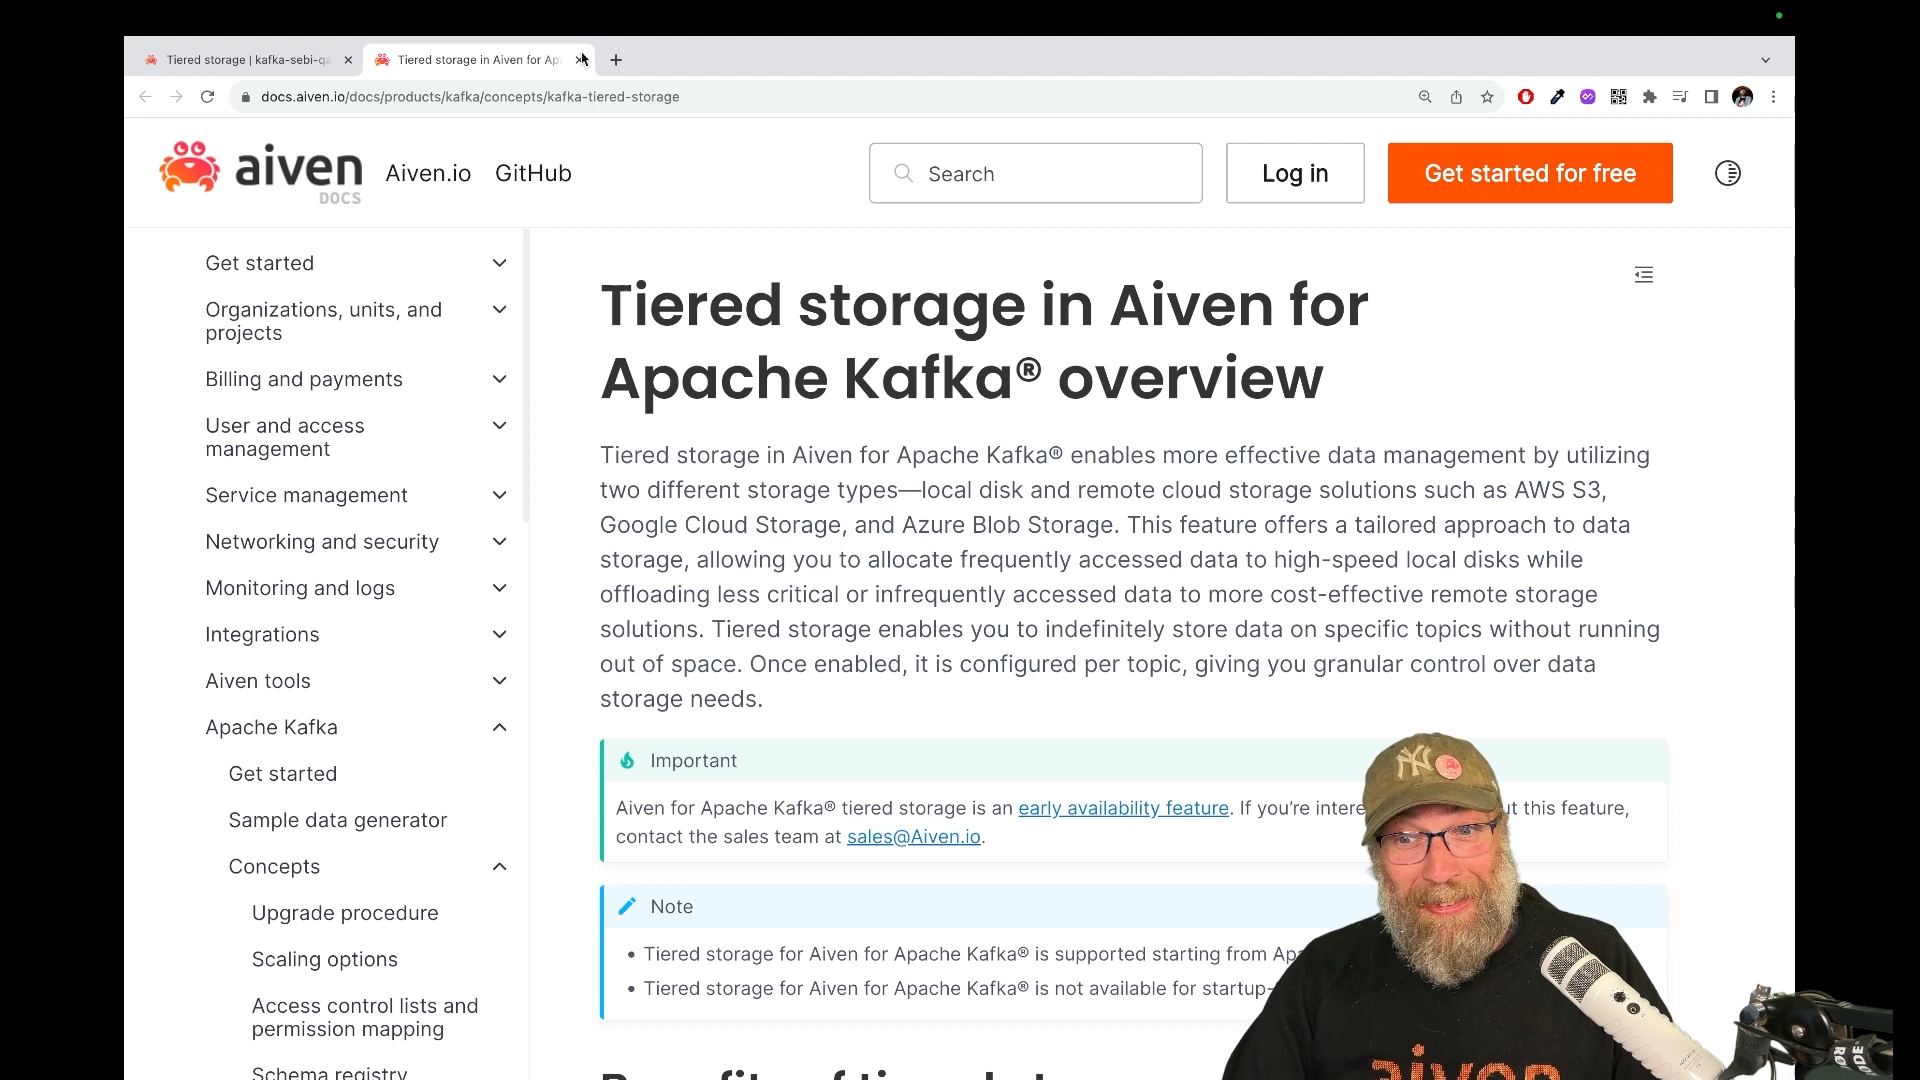 Tiered storage | kafka-sebi-qa
Tiered storage in Aiven for Apa
docs.aiven.io/docs/products/kafka/concepts/kafka-tiered-storage
aiven
DOCS
Aiven.io
GitHub
Search
Log in
Get started for free
Get started
Organizations, units, and
projects
Billing and payments
User and access
management
Service management
Networking and security
Monitoring and logs
Integrations
Aiven tools
Apache Kafka
Get started
Sample data generator
Concepts
Upgrade procedure
Scaling options
Access control lists and
permission mapping
Schema registry
Tiered storage in Aiven for
Apache Kafka® overview
Tiered storage in Aiven for Apache Kafka® enables more effective data management by utilizing
two different storage types—local disk and remote cloud storage solutions such as AWS S3,
Google Cloud Storage, and Azure Blob Storage. This feature offers a tailored approach to data
storage, allowing you to allocate frequently accessed data to high-speed local disks while
offloading less critical or infrequently accessed data to more cost-effective remote storage
solutions. Tiered storage enables you to indefinitely store data on specific topics without running
out of space. Once enabled, it is configured per topic, giving you granular control over data
storage needs.
Important
Aiven for Apache Kafka® tiered storage is an early availability feature. If you're intere ut this feature,
contact the sales team at sales@Aiven.io.
Note
• Tiered storage for Aiven for Apache Kafka® is supported starting from Apa
• Tiered storage for Aiven for Apache Kafka® is not available for startup-
NY
aiven